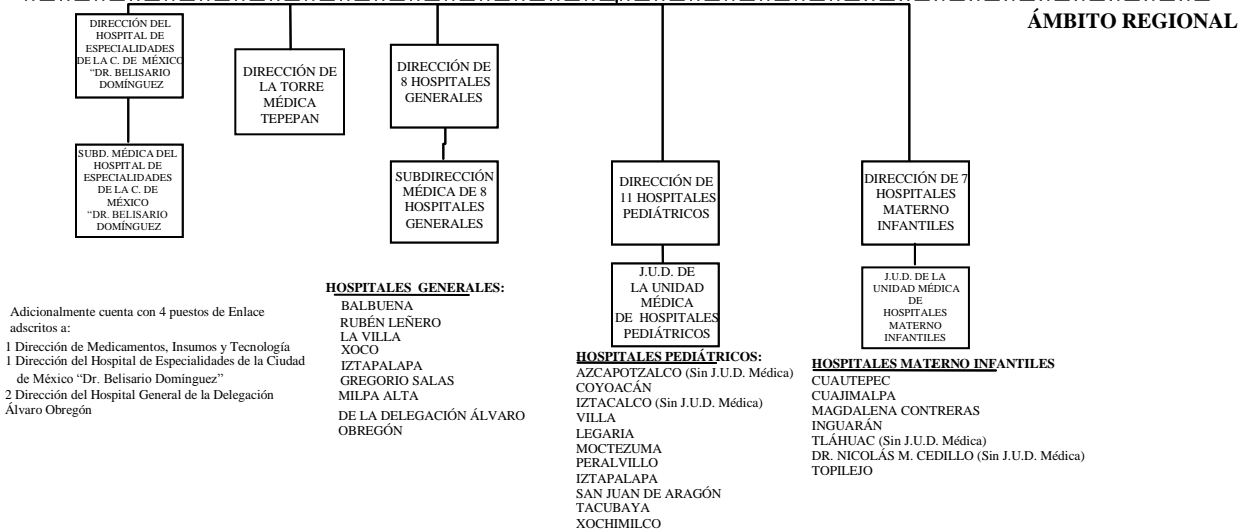 ÁMBITO REGIONAL
DIRECCIÓN DEL
HOSPITAL DE
ESPECIALIDADES
DE LA C. DE MÉXICO
“DR. BELISARIO
DOMÍNGUEZ
SUBD. MÉDICA DEL
HOSPITAL DE
ESPECIALIDADES
DE LA C. DE
MÉXICO
“DR. BELISARIO
DOMÍNGUEZ
DIRECCIÓN DE
LA TORRE
MÉDICA
TEPEPAN
DIRECCIÓN DE
8 HOSPITALES
GENERALES
SUBDIRECCIÓN
MÉDICA DE 8
HOSPITALES
GENERALES
DIRECCIÓN DE
11 HOSPITALES
PEDIÁTRICOS
J.U.D. DE
LA UNIDAD
MÉDICA
DE HOSPITALES
PEDIÁTRICOS
DIRECCIÓN DE 7
HOSPITALES
MATERNO
INFANTILES
J.U.D. DE LA
UNIDAD MÉDICA
DE
HOSPITALES
MATERNO
INFANTILES
Adicionalmente cuenta con 4 puestos de Enlace
adscritos a:
1 Dirección de Medicamentos, Insumos y Tecnología
1 Dirección del Hospital de Especialidades de la Ciudad
de México “Dr. Belisario Domínguez”
2 Dirección del Hospital General de la Delegación
Álvaro Obregón
HOSPITALES GENERALES:
BALBUENA
RUBÉN LEÑERO
LA VILLA
XOCO
IZTAPALAPA
GREGORIO SALAS
MILPA ALTA
DE LA DELEGACIÓN ÁLVARO
OBREGÓN
HOSPITALES PEDIÁTRICOS:
AZCAPOTZALCO (Sin J.U.D. Médica)
COYOACÁN
IZTACALCO (Sin J.U.D. Médica)
VILLA
LEGARIA
MOCTEZUMA
PERALVILLO
IZTAPALAPA
SAN JUAN DE ARAGÓN
TACUBAYA
XOCHIMILCO
HOSPITALES MATERNO INFANTILES
CUAUTEPEC
CUAJIMALPA
MAGDALENA CONTRERAS
INGUARÁN
TLÁHUAC (Sin J.U.D. Médica)
DR. NICOLÁS M. CEDILLO (Sin J.U.D. Médica)
TOPILEJO